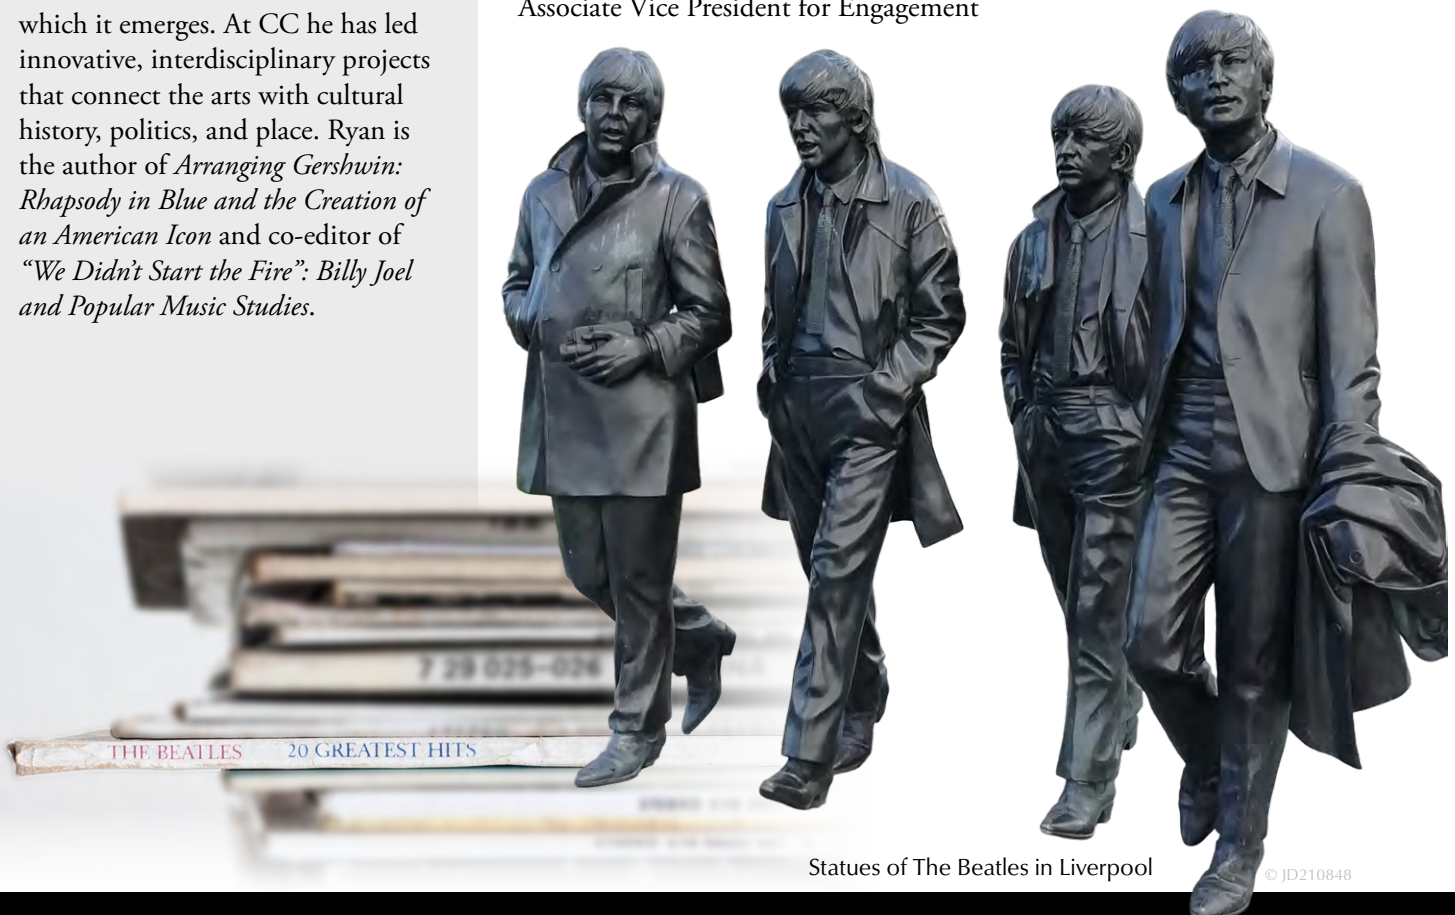 which it emerges. At CC he has led
innovative, interdisciplinary projects
that connect the arts with cultural
history, politics, and place. Ryan is
the author of Arranging Gershwin:
Rhapsody in Blue and the Creation of
an American Icon and co-editor of
“We Didn’t Start the Fire”: Billy Joel
and Popular Music Studies.
Associate Vice President for Engagement
7 29 025-026
THE BEATLES 20 GREATEST HITS
Statues of The Beatles in Liverpool
© JD210848